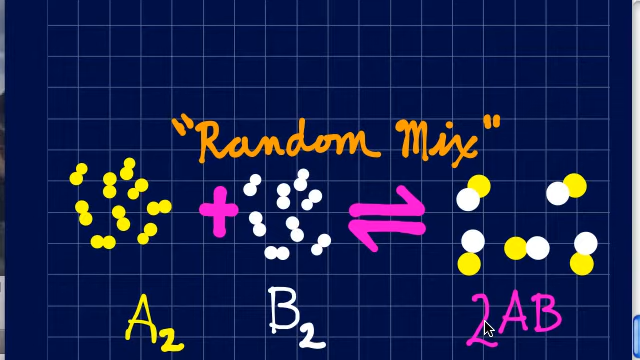 "Random Mix"
+ ⇌
A₂ B₂ 2AB